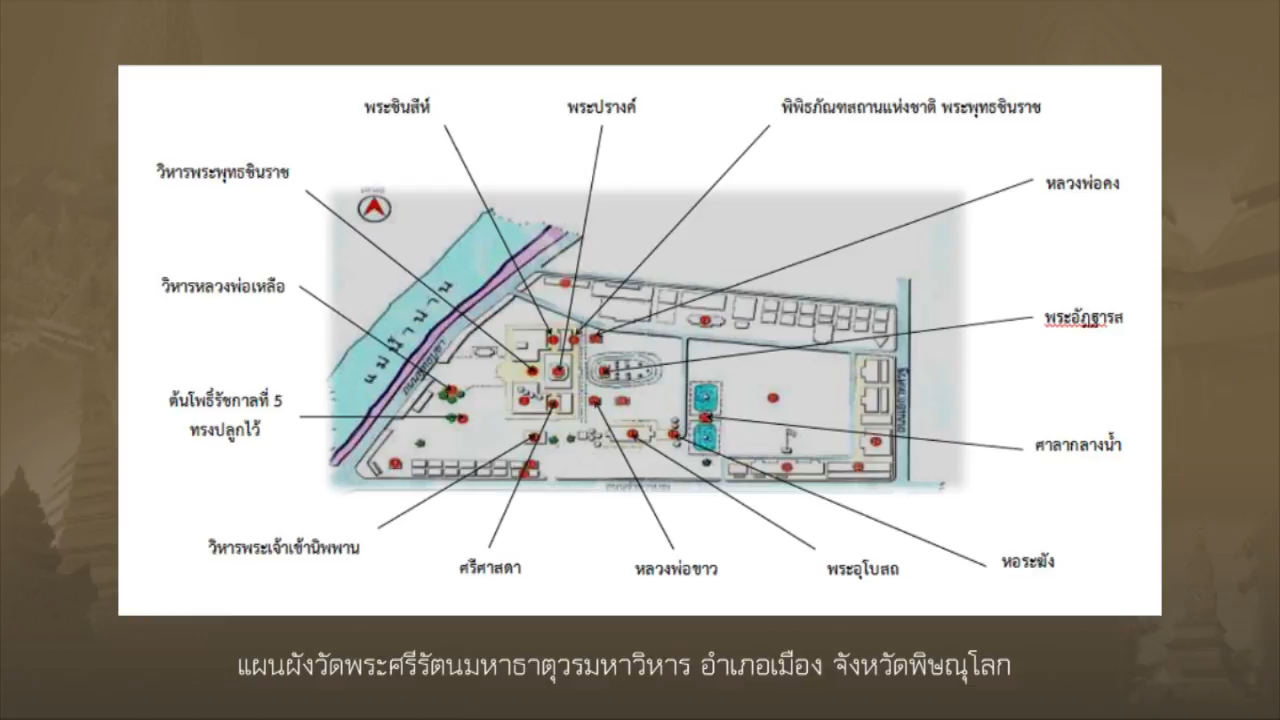 พระชินสีห์
พระปรางค์
พิพิธภัณฑสถานแห่งชาติ พระพุทธชินราช
วิหารพระพุทธชินราช
หลวงพ่อคง
วิหารหลวงพ่อเหลือ
แม่น้ำน่าน
พระอัฏฐารส
ต้นโพธิ์รัชกาลที่ 5
ทรงปลูกไว้
ศาลากลางน้ำ
วิหารพระเจ้าเข้านิพพาน
ศรีศาสดา
หลวงพ่อขาว
พระอุโบสถ
หอระฆัง
แผนผังวัดพระศรีรัตนมหาธาตุวรมหาวิหาร อำเภอเมือง จังหวัดพิษณุโลก